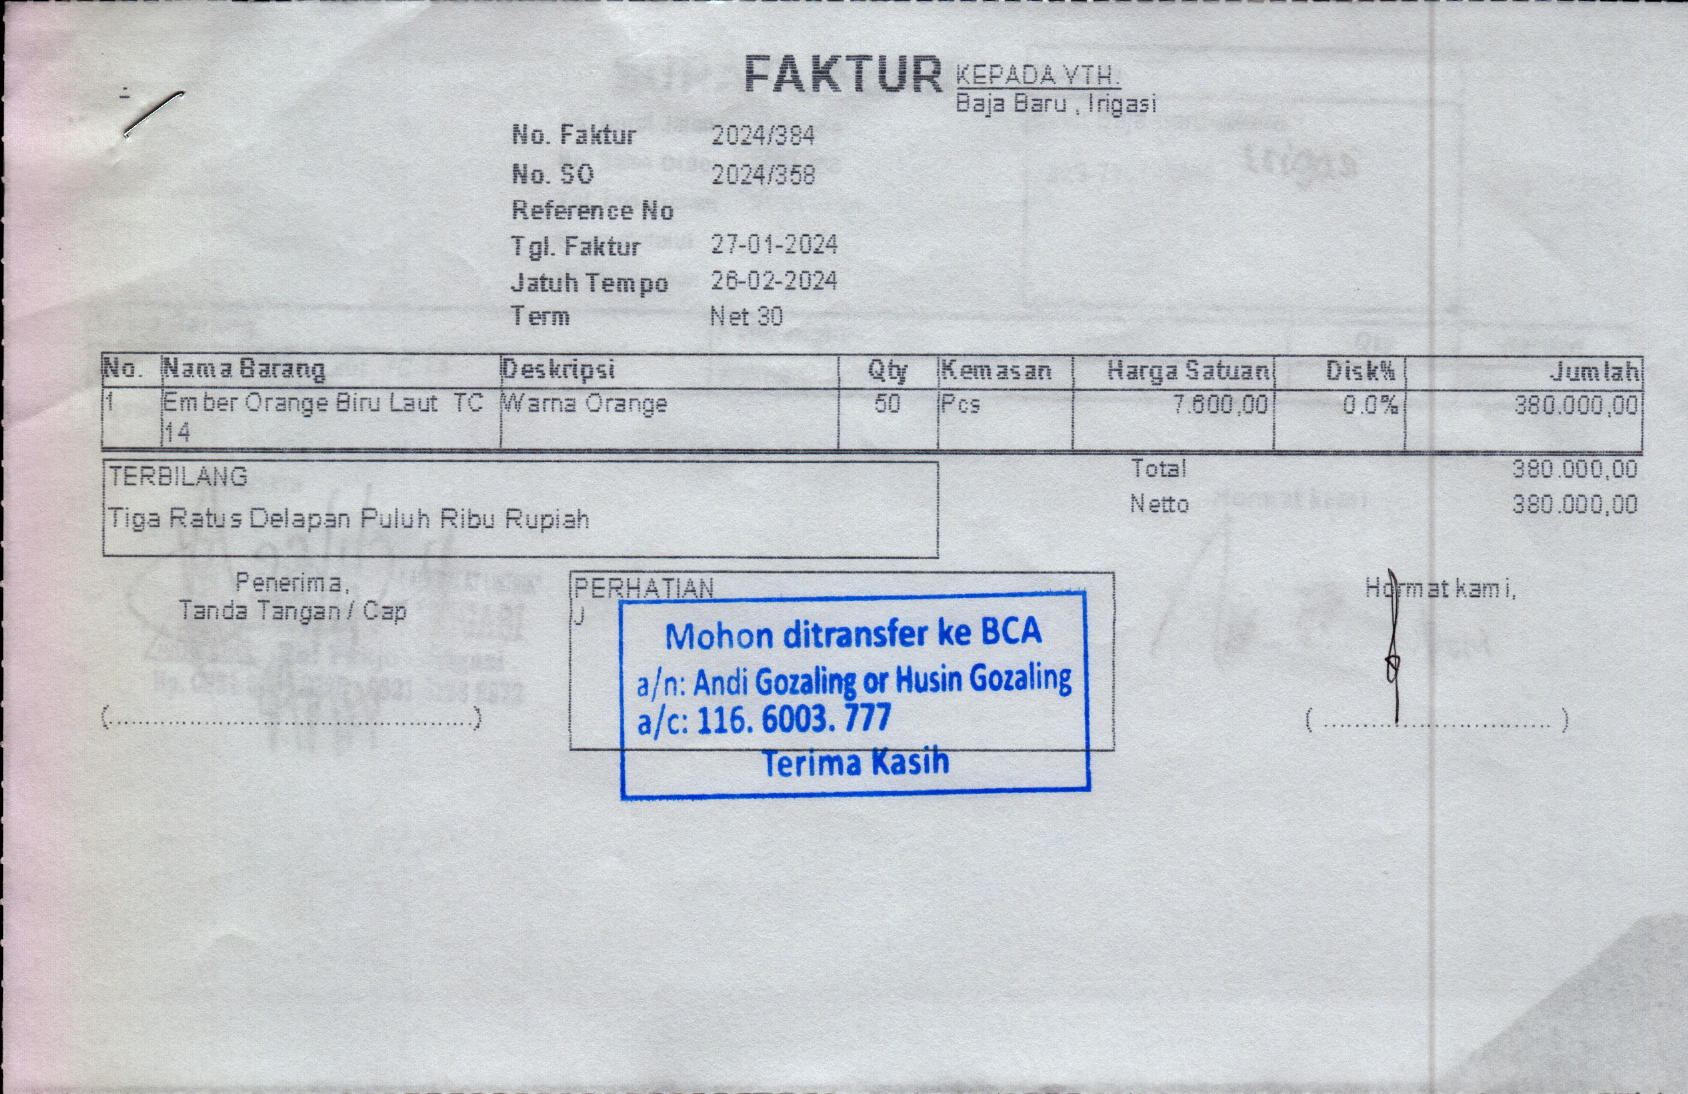 FAKTUR
KEPADA YTH.
Baja Baru , Irigasi
No. Faktur 2024/384
No. SO 2024/358
Reference No
Tgl. Faktur 27-01-2024
Jatuh Tempo 26-02-2024
Term Net 30
No. Nama Barang Deskripsi Qty Kemasan Harga Satuan Disk% Jumlah
1 Ember Orange Biru Laut TC Warna Orange 50 Pcs 7.600,00 0.0% 380.000,00
14
TERBILANG
Tiga Ratus Delapan Puluh Ribu Rupiah
Total 380.000,00
Netto 380.000,00
Penerima,
Tanda Tangan / Cap
(................................................)
PERHATIAN
J
Mohon ditransfer ke BCA
a/n: Andi Gozaling or Husin Gozaling
a/c: 116. 6003. 777
Terima Kasih
Hormat kami,
( .............................. )